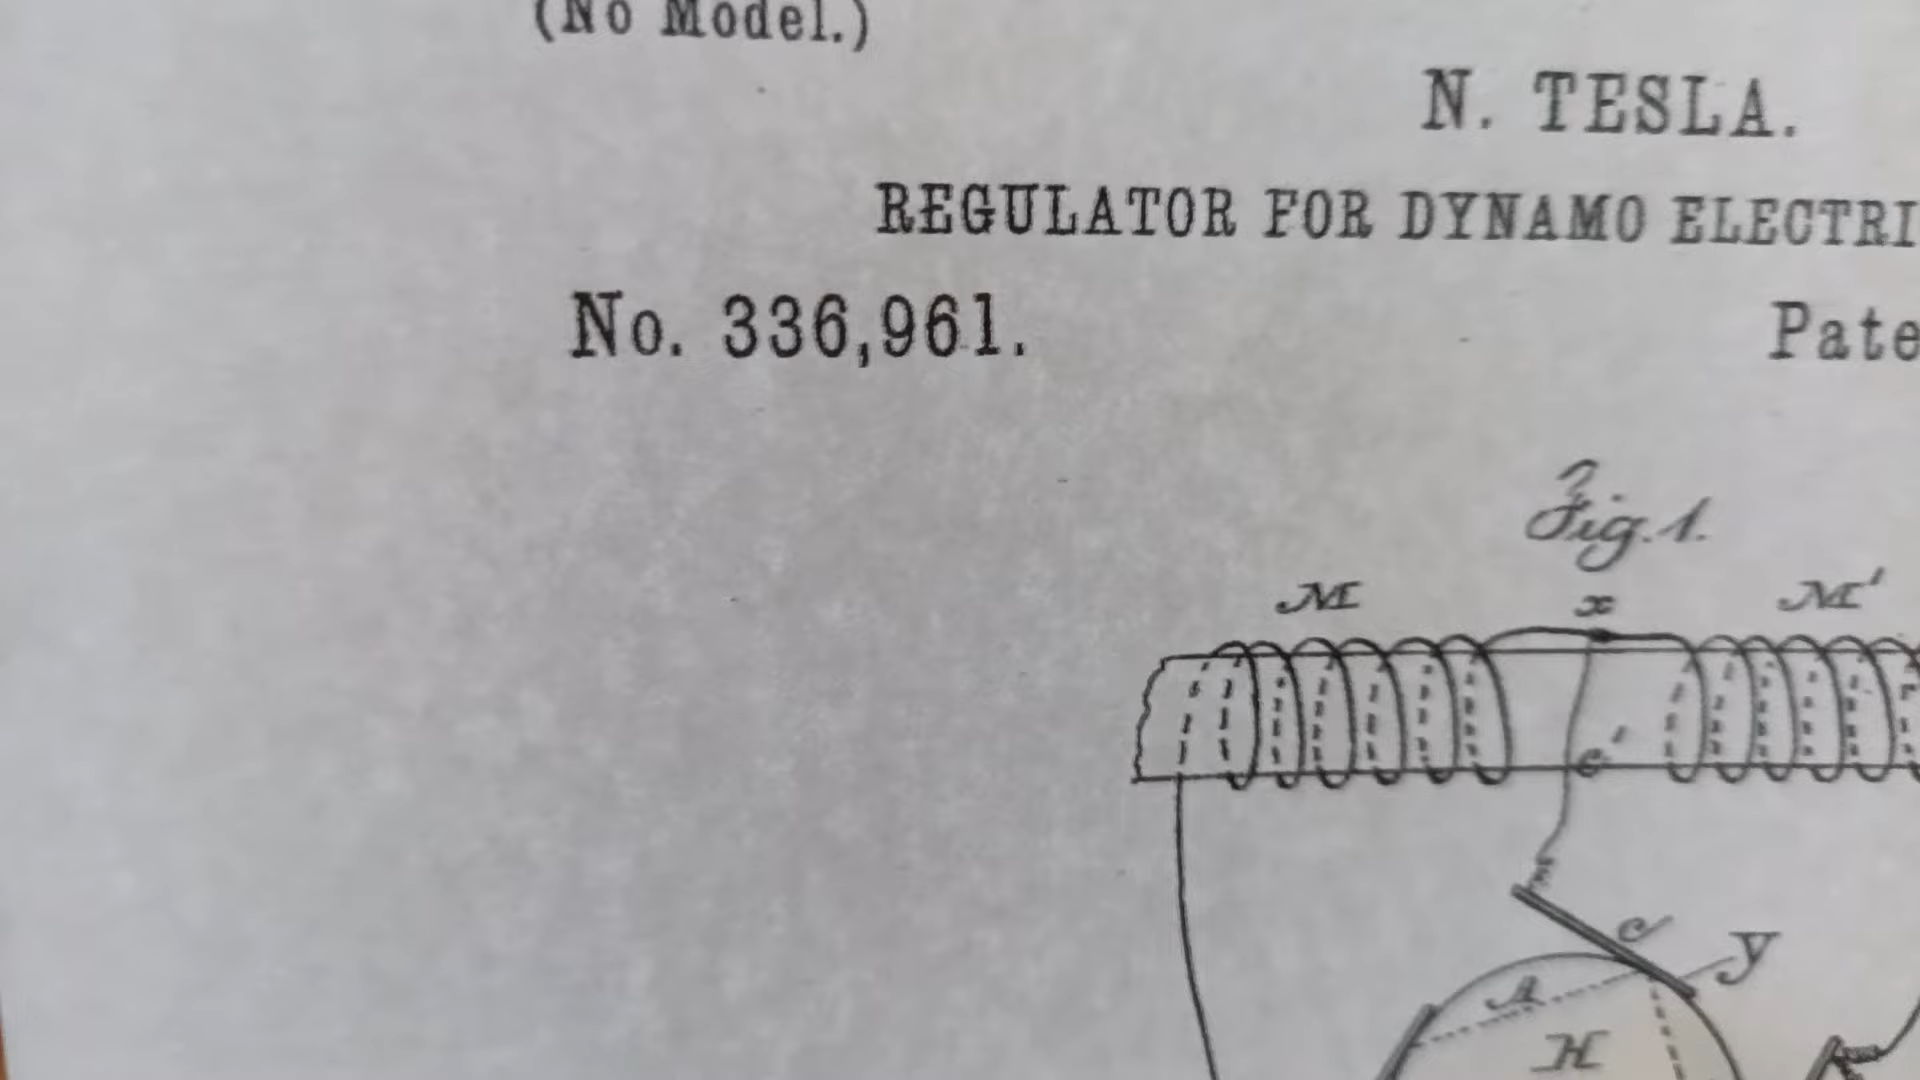 (No Model.)
N. TESLA.
REGULATOR FOR DYNAMO ELECTRI
No. 336,961.
Pate
Fig. 1.
M
x
M'
c'
c
y
A
H